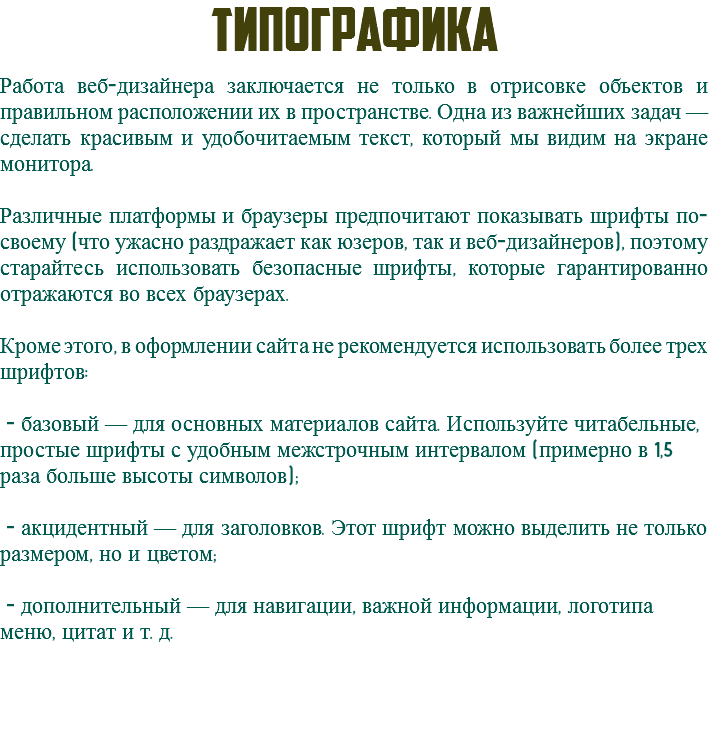 ТИПОГРАФИКА
Работа веб-дизайнера заключается не только в отрисовке объектов и
правильном расположении их в пространстве. Одна из важнейших задач —
сделать красивым и удобочитаемым текст, который мы видим на экране
монитора.
Различные платформы и браузеры предпочитают показывать шрифты по-
своему (что ужасно раздражает как юзеров, так и веб-дизайнеров), поэтому
старайтесь использовать безопасные шрифты, которые гарантированно
отражаются во всех браузерах.
Кроме этого, в оформлении сайта не рекомендуется использовать более трех
шрифтов:
- базовый — для основных материалов сайта. Используйте читабельные,
простые шрифты с удобным межстрочным интервалом (примерно в 1,5
раза больше высоты символов);
- акцидентный — для заголовков. Этот шрифт можно выделить не только
размером, но и цветом;
- дополнительный — для навигации, важной информации, логотипа
меню, цитат и т. д.